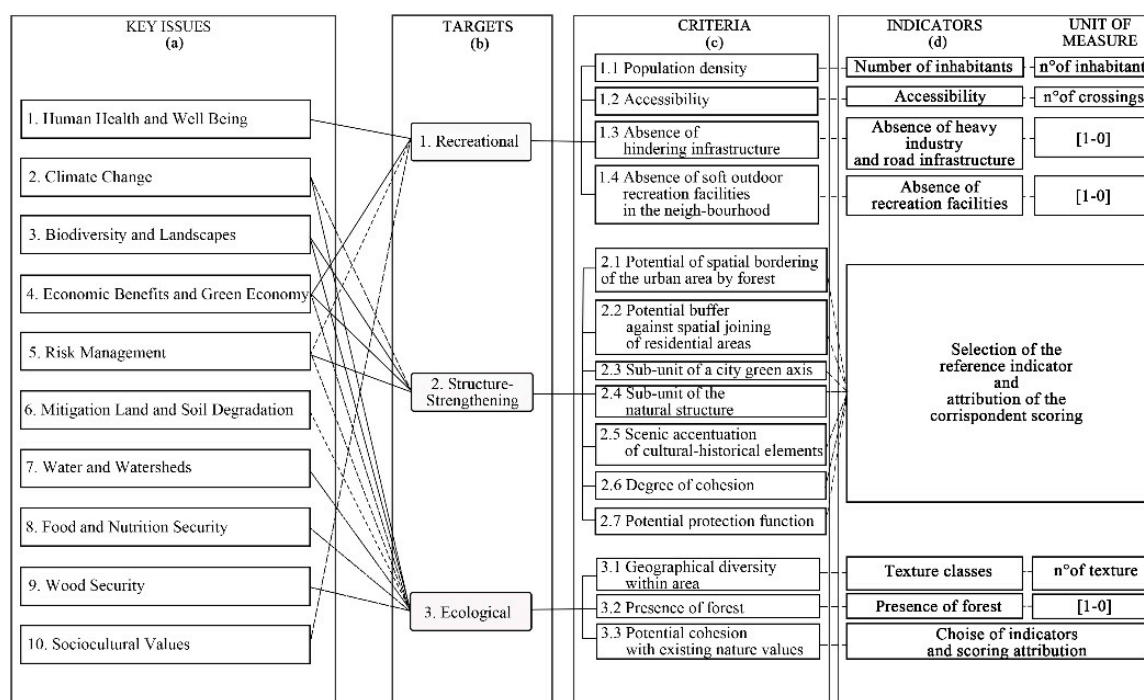 KEY ISSUES
(a)
1. Human Health and Well Being
2. Climate Change
3. Biodiversity and Landscapes
4. Economic Benefits and Green Economy
5. Risk Management
6. Mitigation Land and Soil Degradation
7. Water and Watersheds
8. Food and Nutrition Security
9. Wood Security
10. Sociocultural Values
TARGETS
(b)
1. Recreational
2. Structure-
Strengthening
3. Ecological
CRITERIA
(c)
1.1 Population density
1.2 Accessibility
1.3 Absence of
hindering infrastructure
1.4 Absence of soft outdoor
recreation facilities
in the neigh-bourhood
2.1 Potential of spatial bordering
of the urban area by forest
2.2 Potential buffer
against spatial joining
of residential areas
2.3 Sub-unit of a city green axis
2.4 Sub-unit of the
natural structure
2.5 Scenic accentuation
of cultural-historical elements
2.6 Degree of cohesion
2.7 Potential protection function
3.1 Geographical diversity
within area
3.2 Presence of forest
3.3 Potential cohesion
with existing nature values
INDICATORS
(d)
Number of inhabitants
Accessibility
Absence of heavy
industry
and road infrastructure
Absence of
recreation facilities
Selection of the
reference indicator
and
attribution of the
corrispondent scoring
Texture classes
Presence of forest
Choise of indicators
and scoring attribution
UNIT OF
MEASURE
n°of inhabitant
n°of crossings
[1-0]
[1-0]
n°of texture
[1-0]